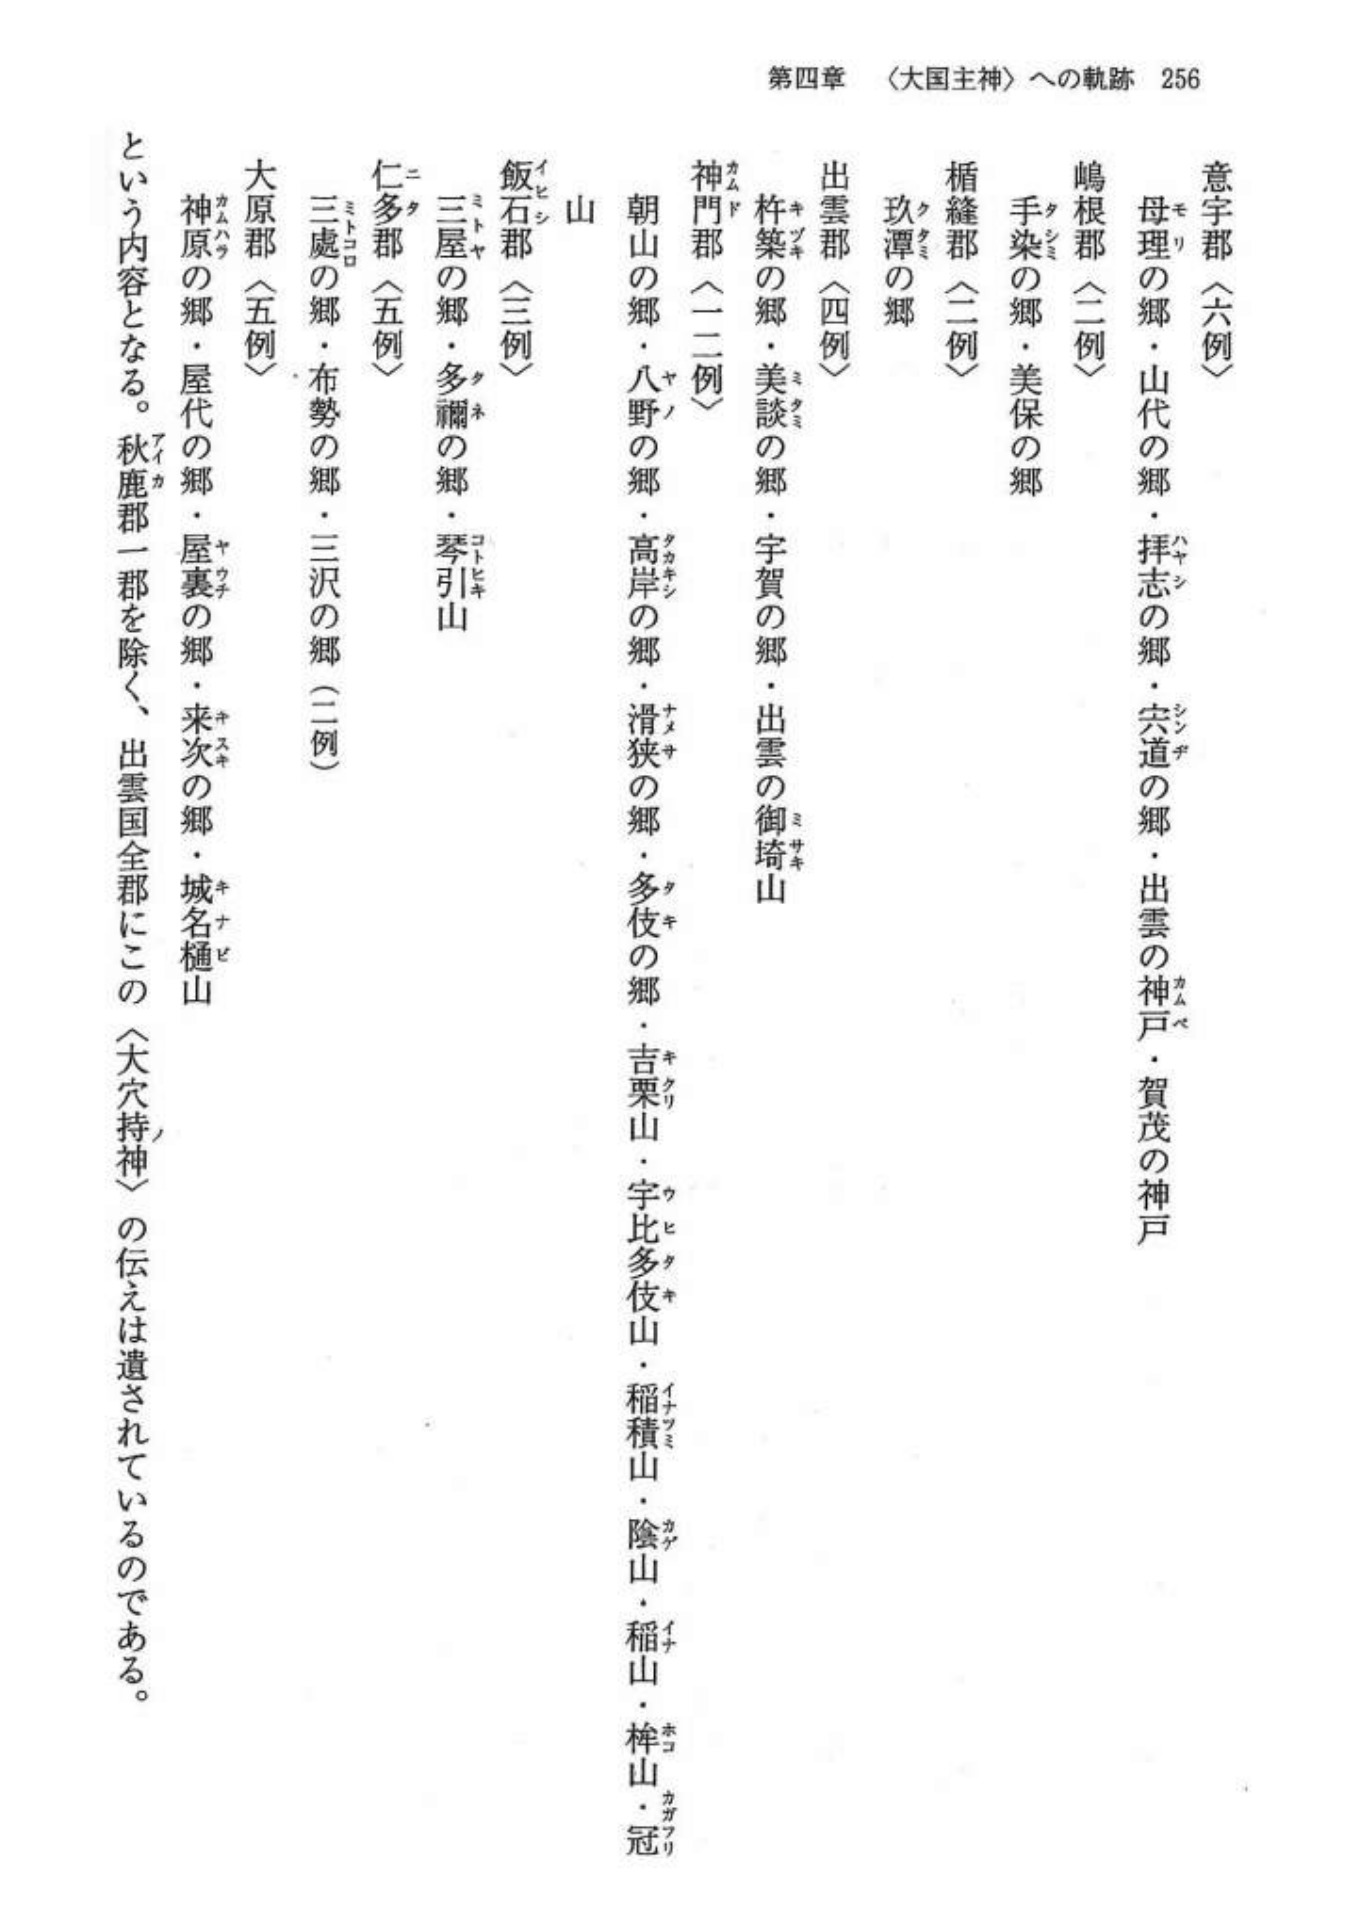 第四章　〈大国主神〉への軌跡　256
意宇郡〈六例〉
母理の郷・山代の郷・拝志の郷・宍道の郷・出雲の神戸・賀茂の神戸
嶋根郡〈二例〉
手染の郷・美保の郷
楯縫郡〈二例〉
玖潭の郷
出雲郡〈四例〉
杵築の郷・美談の郷・宇賀の郷・出雲の御埼山
神門郡〈一二例〉
朝山の郷・八野の郷・高岸の郷・滑狭の郷・多伎の郷・吉栗山・宇比多伎山・稲積山・陰山・稲山・桙山・冠
山
飯石郡〈三例〉
三屋の郷・多禰の郷・琴引山
仁多郡〈五例〉
三處の郷・布勢の郷・三沢の郷（二例）
大原郡〈五例〉
神原の郷・屋代の郷・屋裏の郷・来次の郷・城名樋山
という内容となる。秋鹿郡一郡を除く、出雲国全郡にこの〈大穴持神〉の伝えは遺されているのである。